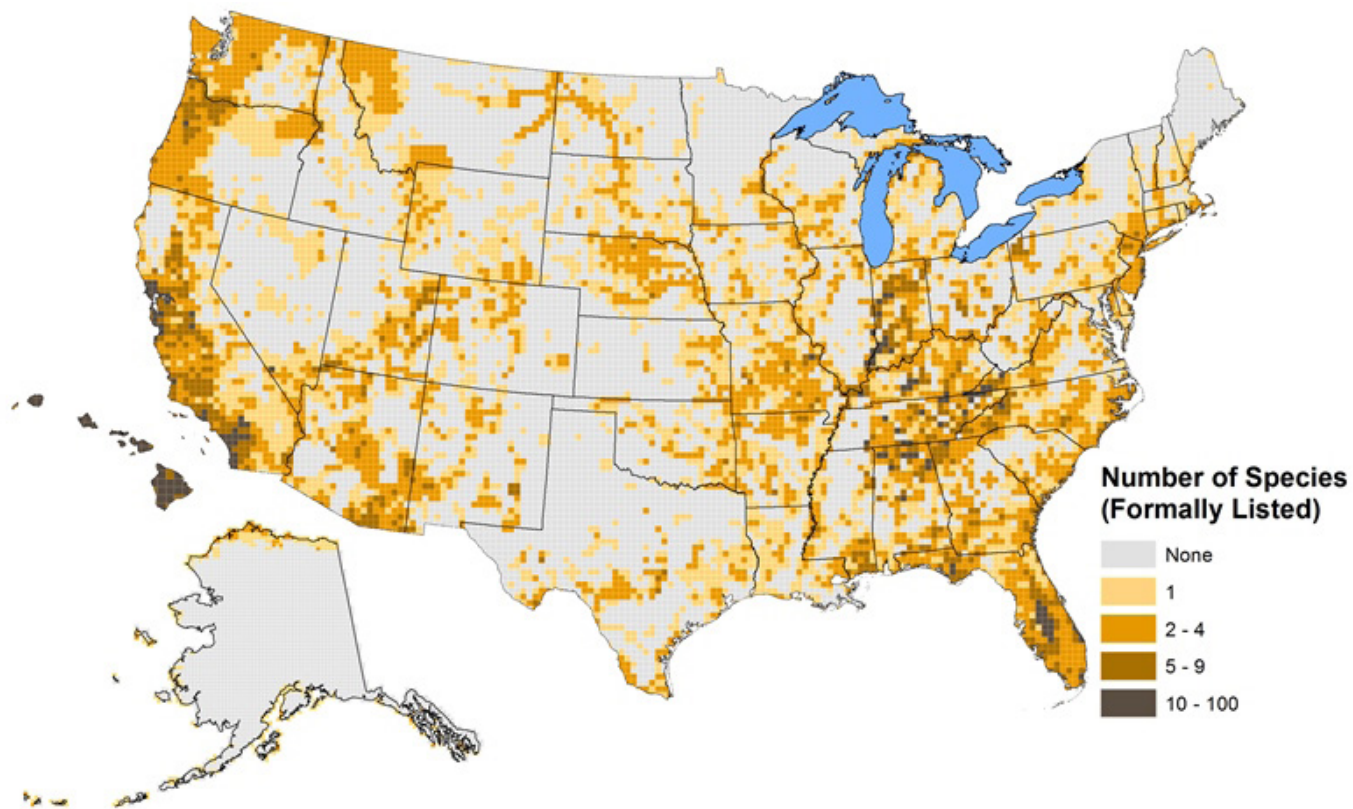 Number of Species
(Formally Listed)
None
1
2 - 4
5 - 9
10 - 100